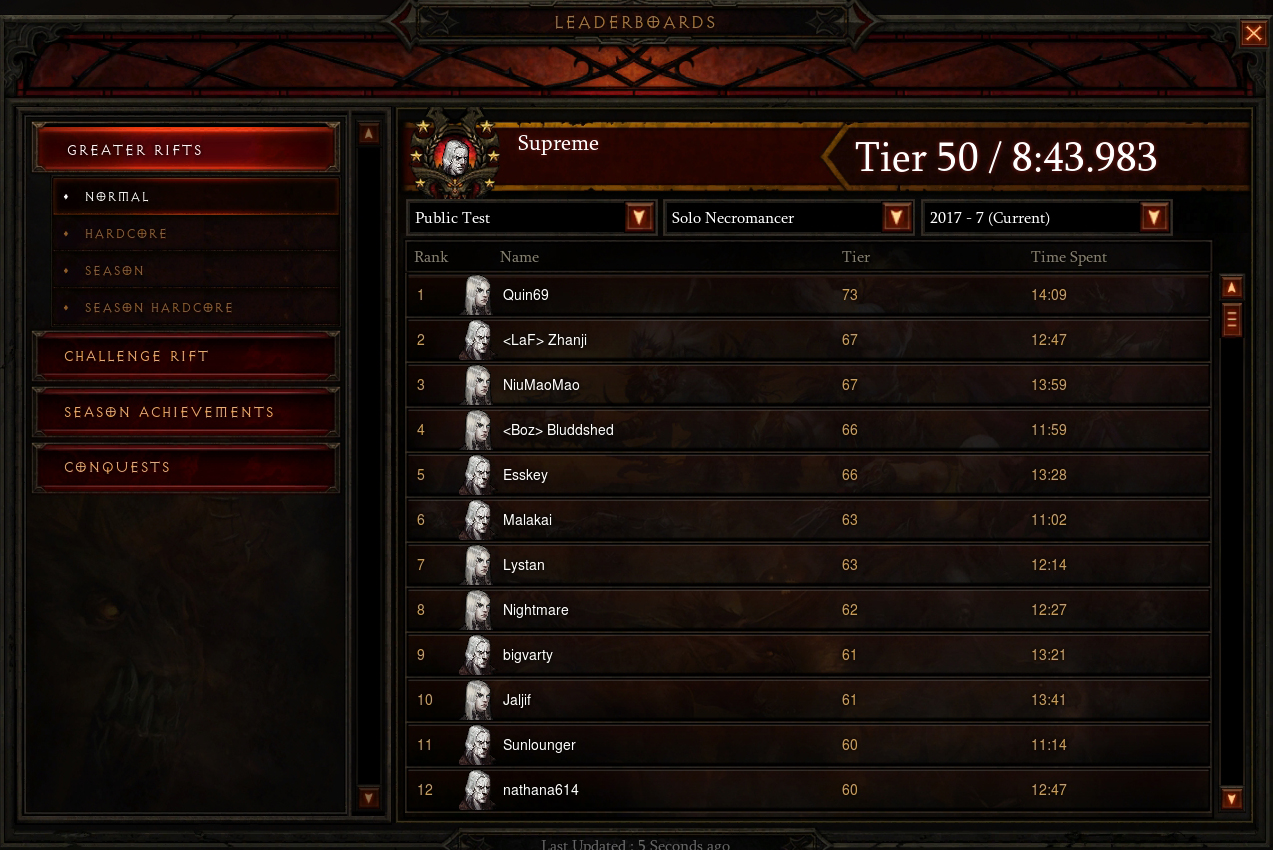 LEADERBOARDS
GREATER RIFTS
NORMAL
HARDCORE
SEASON
SEASON HARDCORE
CHALLENGE RIFT
SEASON ACHIEVEMENTS
CONQUESTS
Supreme
Tier 50 / 8:43.983
Public Test Solo Necromancer 2017 - 7 (Current)
Rank Name Tier Time Spent
1 Quin69 73 14:09
2 <LaF> Zhanji 67 12:47
3 NiuMaoMao 67 13:59
4 <Boz> Bluddshed 66 11:59
5 Esskey 66 13:28
6 Malakai 63 11:02
7 Lystan 63 12:14
8 Nightmare 62 12:27
9 bigvarty 61 13:21
10 Jaljif 61 13:41
11 Sunlounger 60 11:14
12 nathana614 60 12:47
Last Updated : 5 Seconds ago